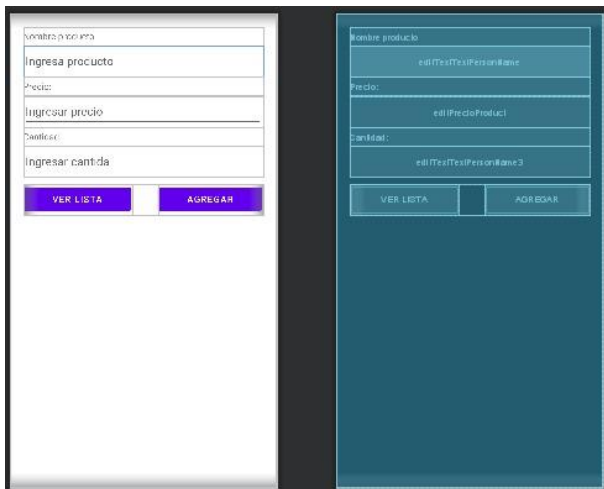 Nombre producto
Ingresa producto
Precio:
Ingresar precio
Cantidad:
Ingresar cantida
VER LISTA AGREGAR
Nombre producto
editTextTextPersonName
Precio:
editPrecioProduct
Cantidad:
editTextTextPersonName3
VER LISTA AGREGAR